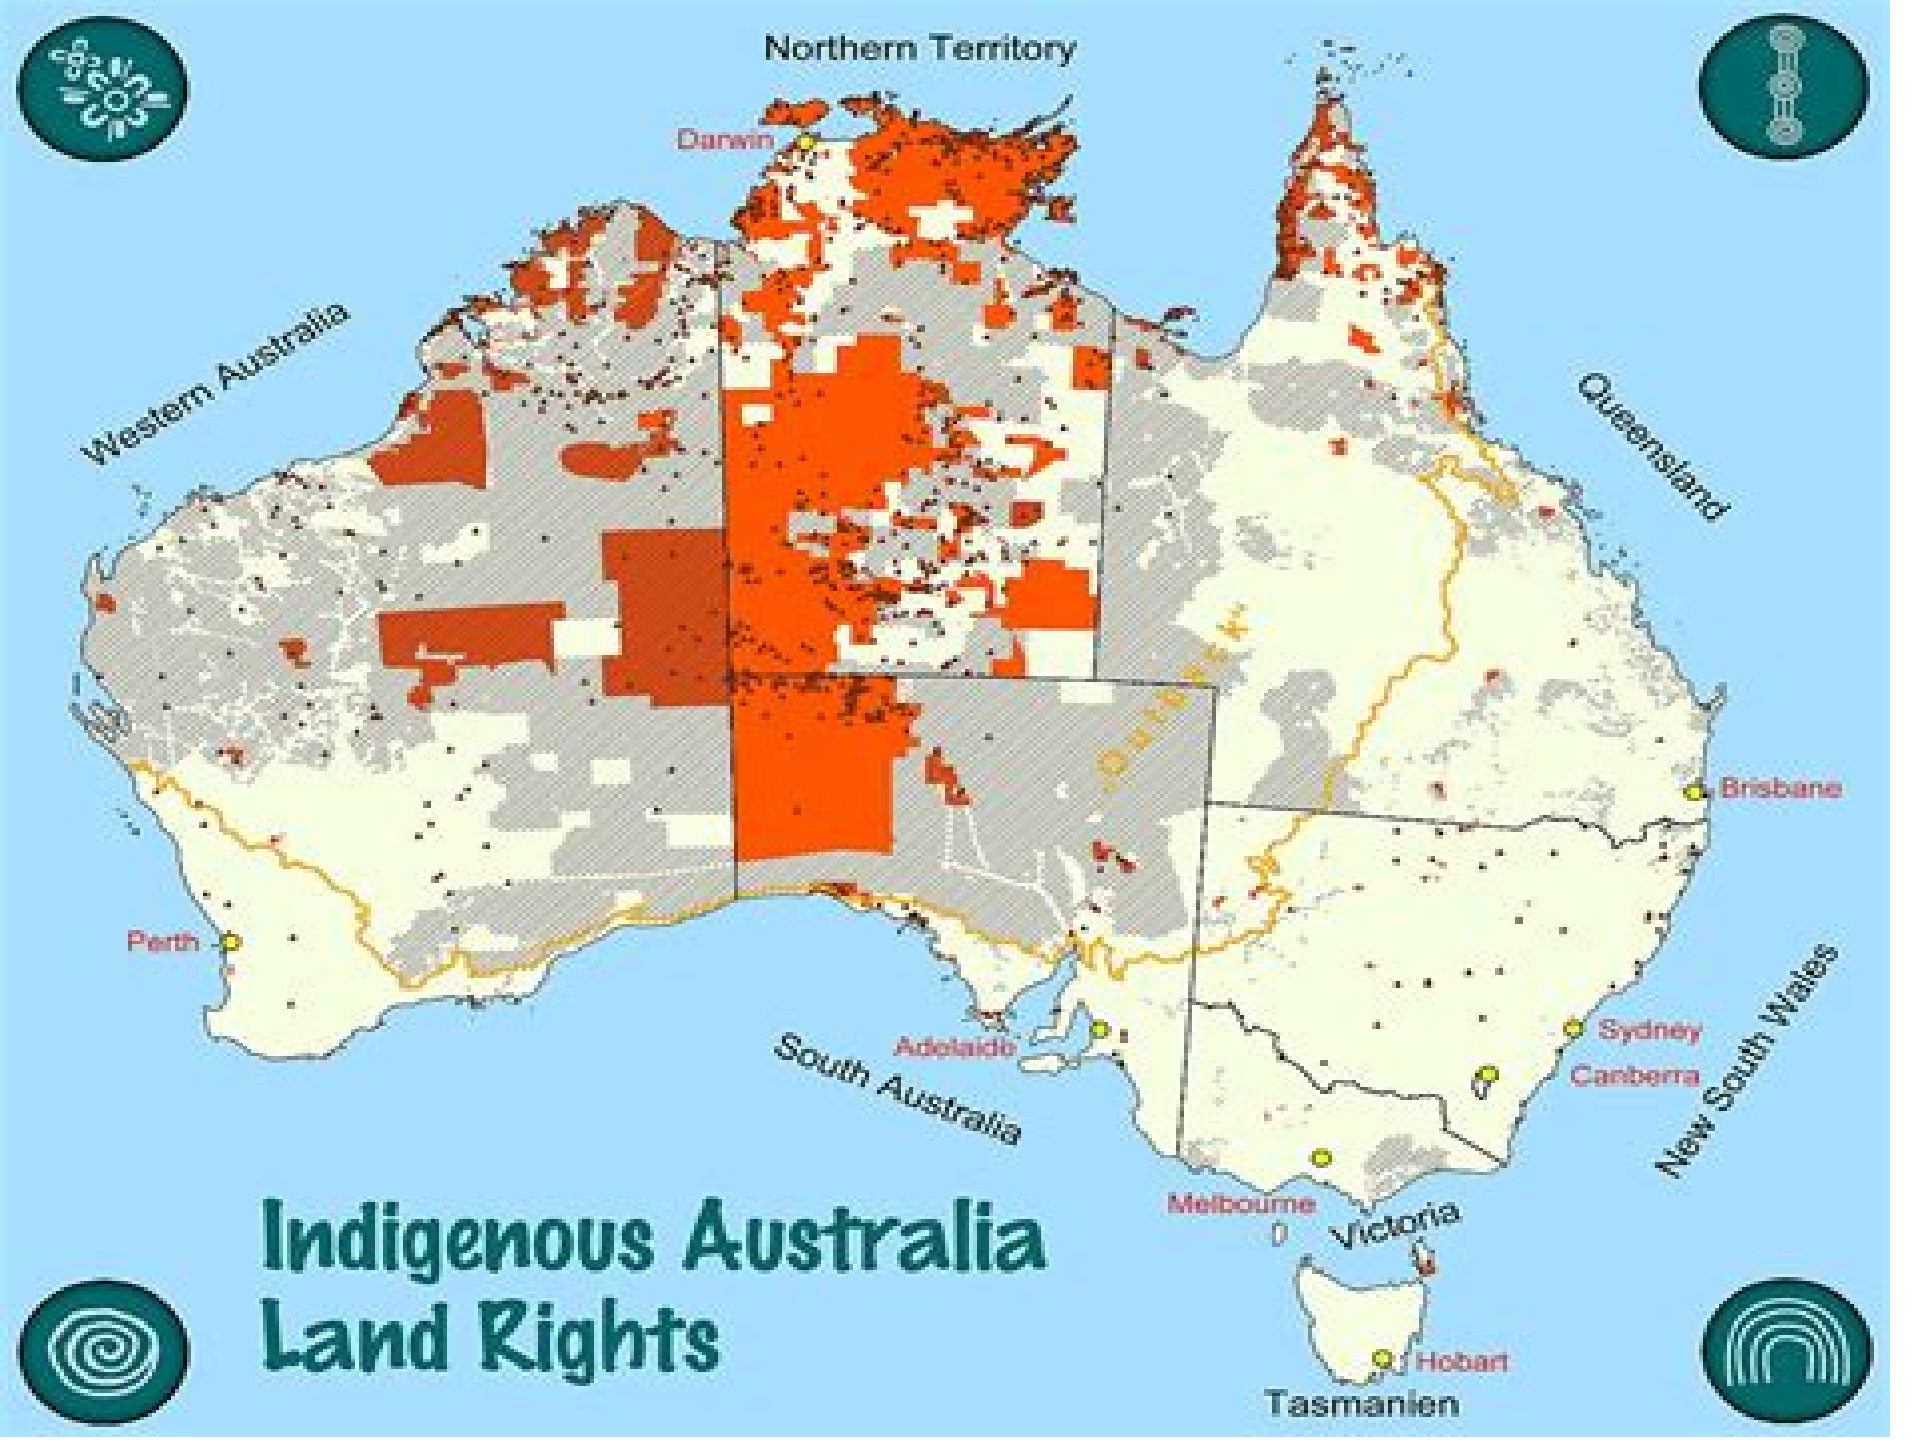 Northern Territory
Darwin
Western Australia
Queensland
Outback
Brisbane
Perth
Adelaide
South Australia
Sydney
Canberra
New South Wales
Melbourne
Victoria
Indigenous Australia
Land Rights
Hobart
Tasmanien